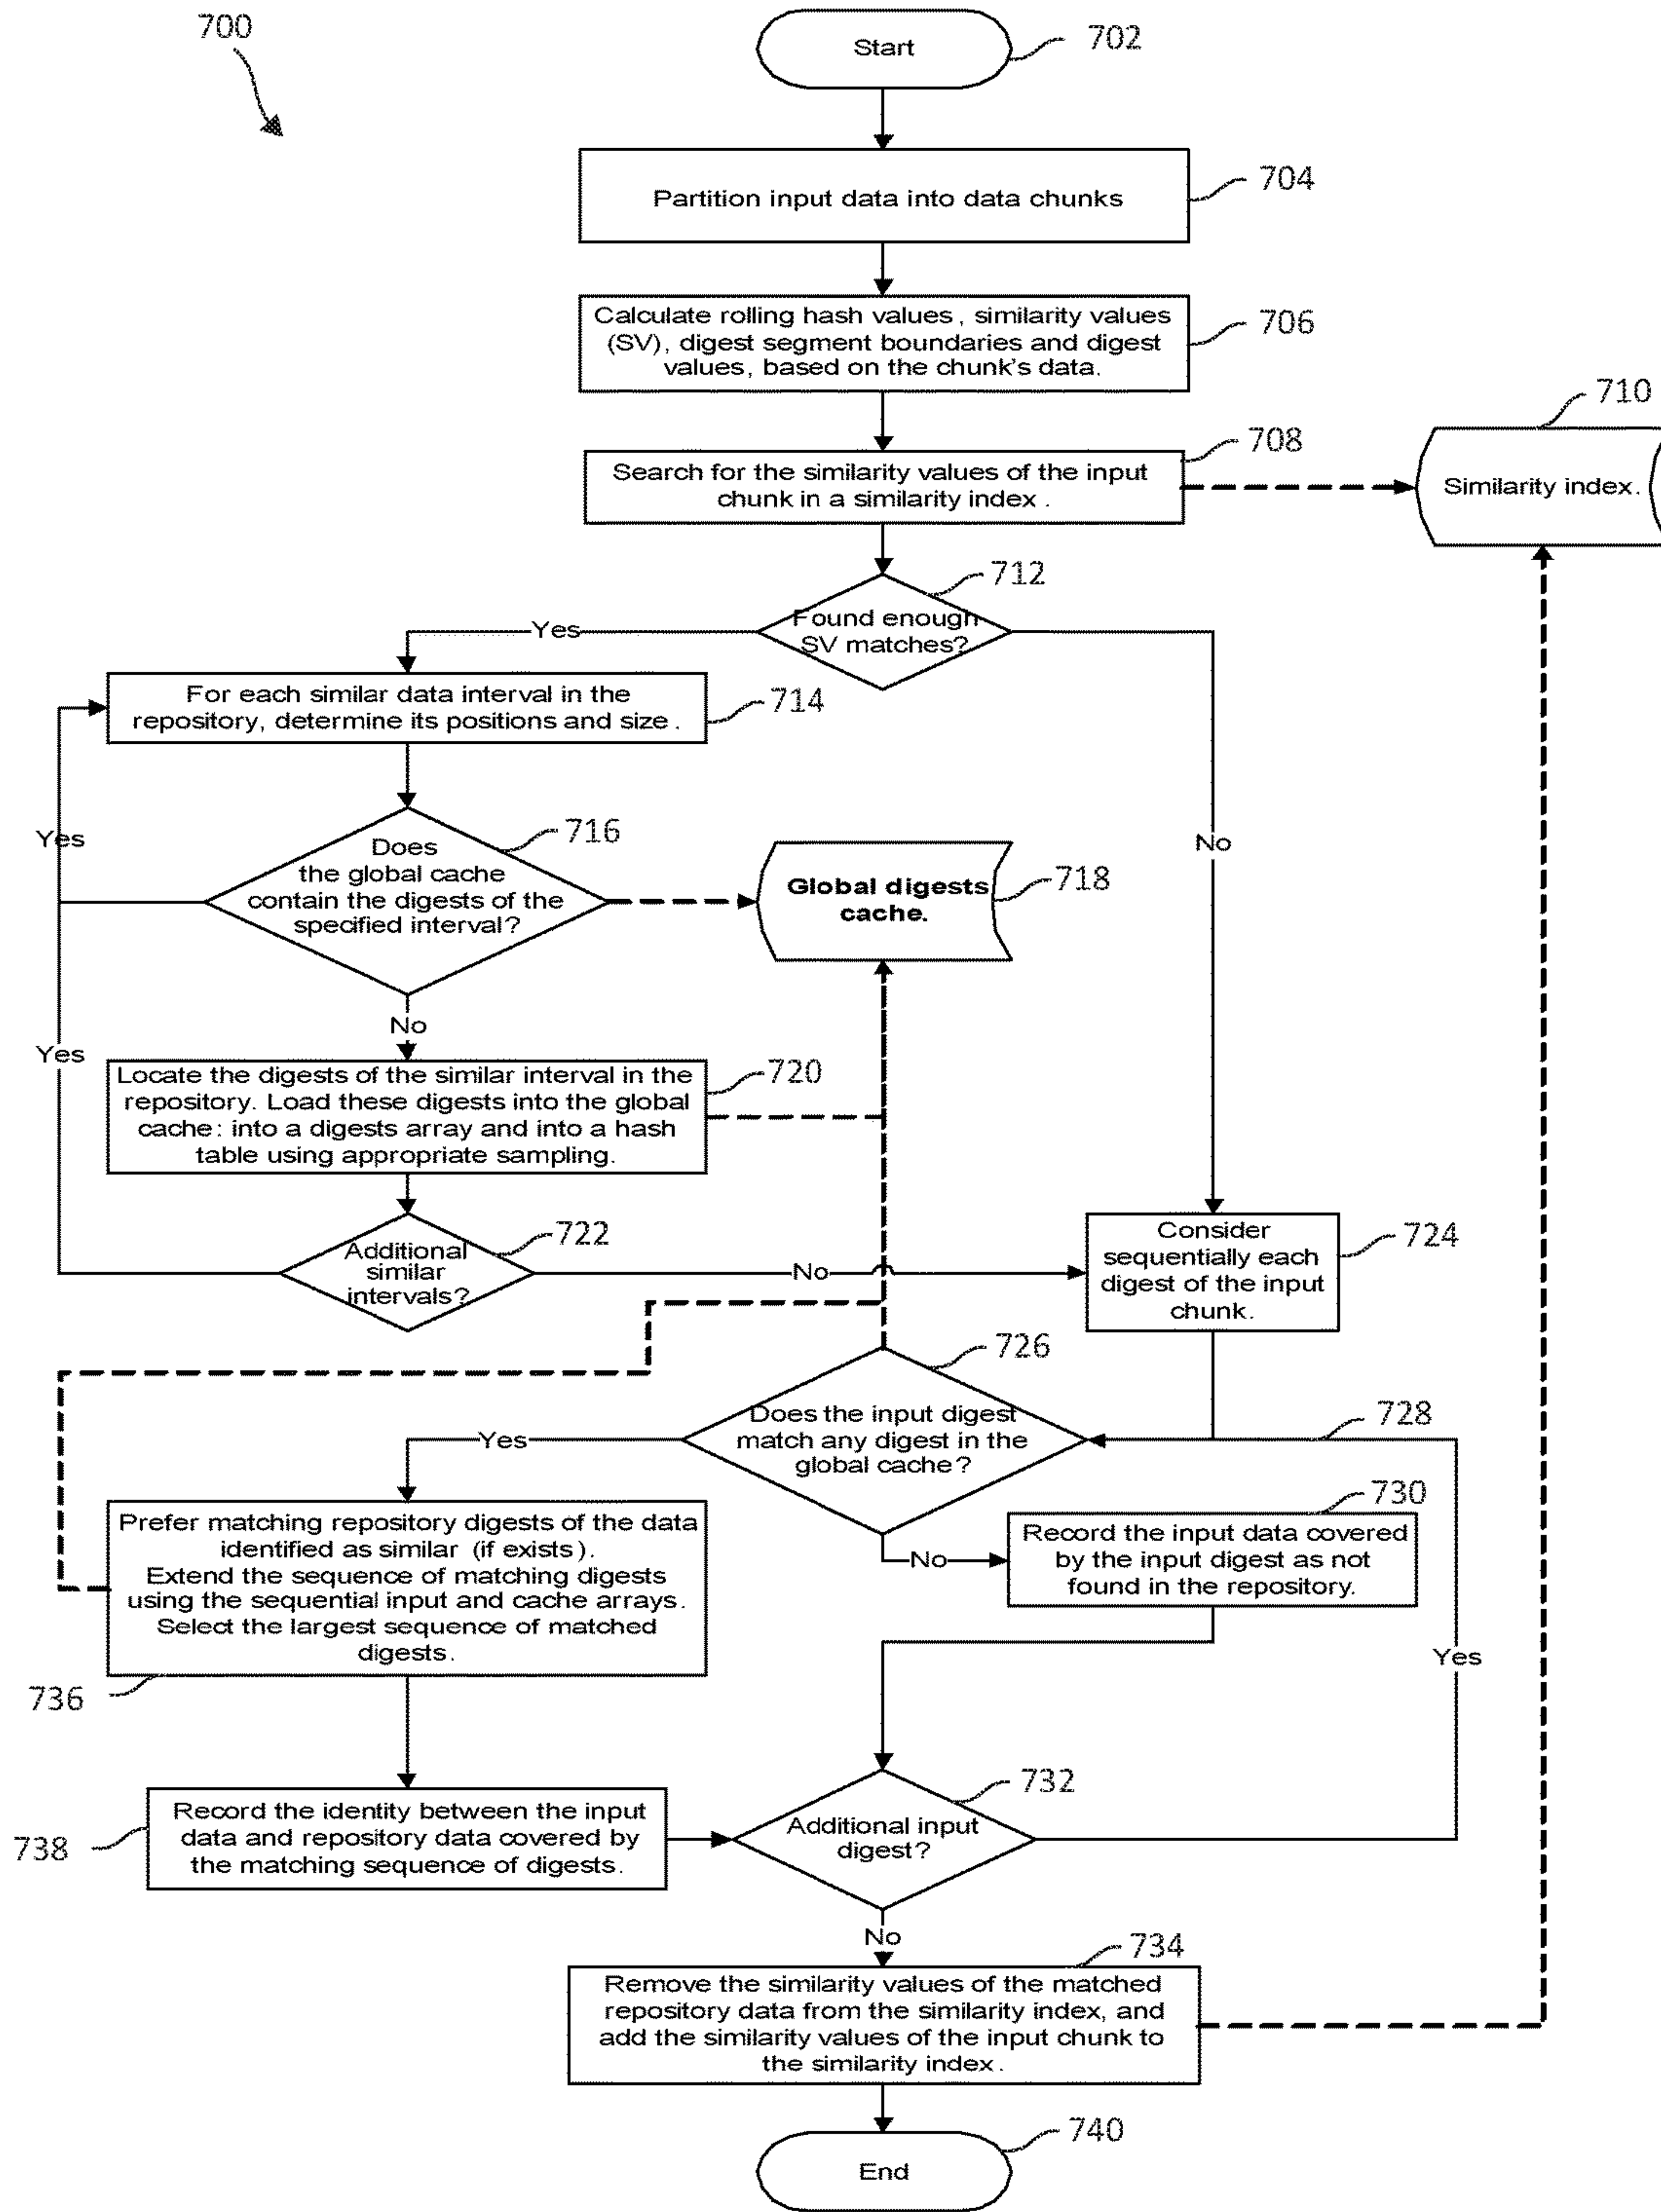 700
Start
702
Partition input data into data chunks
704
Calculate rolling hash values, similarity values
(SV), digest segment boundaries and digest
values, based on the chunk's data.
706
Search for the similarity values of the input
chunk in a similarity index.
708
710
Similarity index.
712
Found enough
SV matches?
Yes
No
For each similar data interval in the
repository, determine its positions and size.
714
Yes
Does
the global cache
contain the digests of the
specified interval?
716
Global digests
cache.
718
No
Yes
Locate the digests of the similar interval in the
repository. Load these digests into the global
cache: into a digests array and into a hash
table using appropriate sampling.
720
Additional
similar
intervals?
722
No
Consider
sequentially each
digest of the input
chunk.
724
726
Does the input digest
match any digest in the
global cache?
728
Yes
No
730
Record the input data covered
by the input digest as not
found in the repository.
Prefer matching repository digests of the data
identified as similar (if exists).
Extend the sequence of matching digests
using the sequential input and cache arrays.
Select the largest sequence of matched
digests.
736
Yes
732
Additional input
digest?
Record the identity between the input
data and repository data covered by
the matching sequence of digests.
738
No
734
Remove the similarity values of the matched
repository data from the similarity index, and
add the similarity values of the input chunk to
the similarity index.
740
End